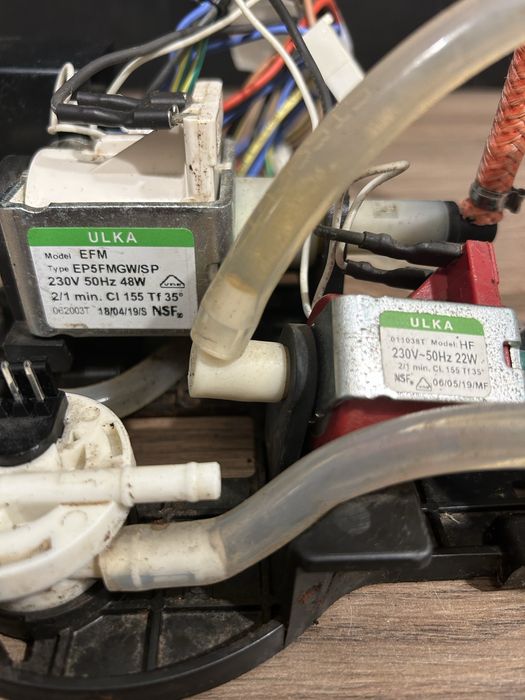 ULKA
Model EFM
Type EP5FMGW/SP
230V 50Hz 48W
2/1 min. Cl 155 Tf 35°
062003T 18/04/19/S NSF®
ULKA
011038T Model: HF
230V~50Hz 22W
2/1 min. CL 155 Tf 35°
NSF® 06/05/19/MF